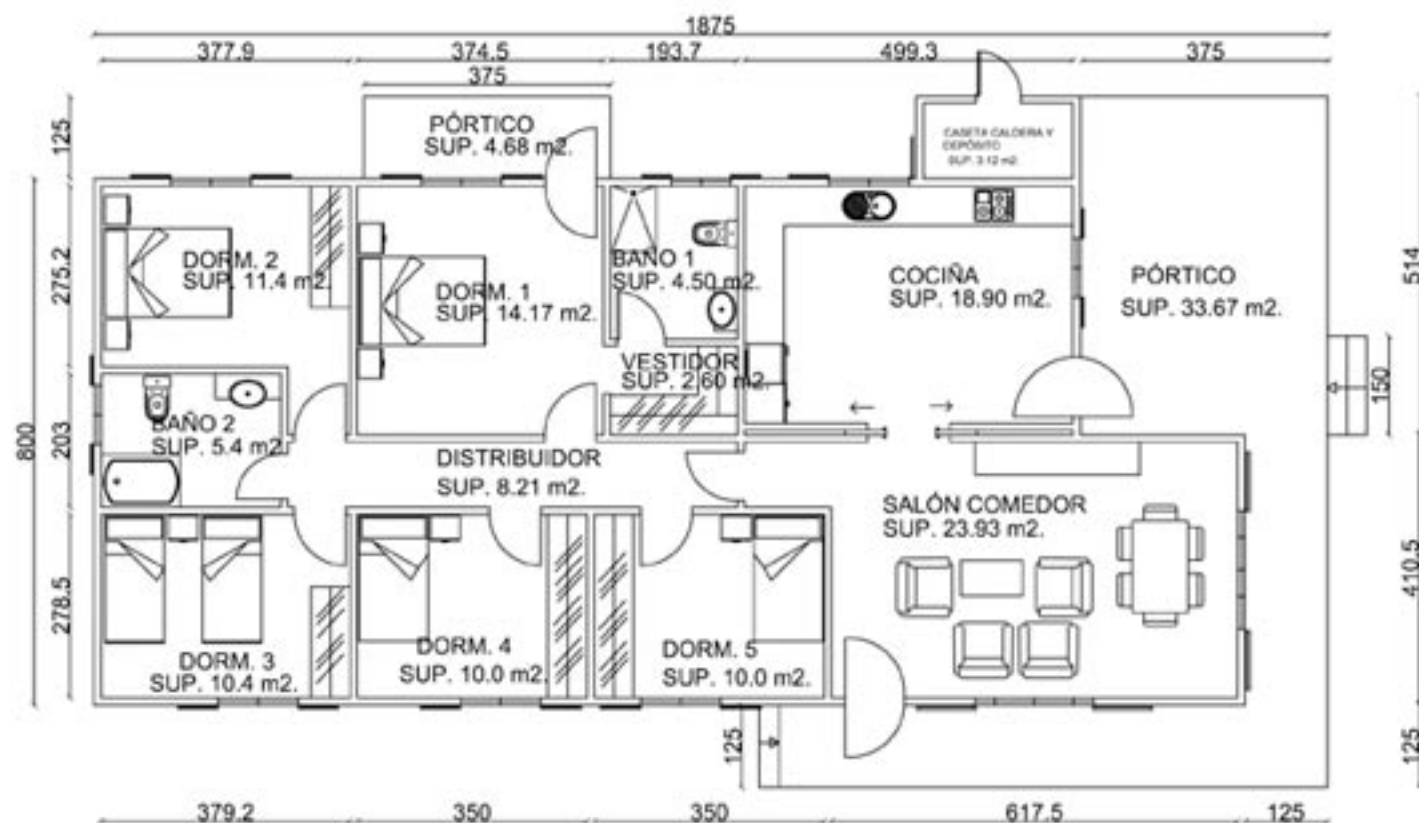 1875
377.9
374.5
193.7
499.3
375
375
125
PÓRTICO
SUP. 4.68 m2.
CASETA CALDERA Y
DEPÓSITO
SUP. 3.12 m2.
275.2
DORM. 2
SUP. 11.4 m2.
DORM. 1
SUP. 14.17 m2.
BAÑO 1
SUP. 4.50 m2.
COCIÑA
SUP. 18.90 m2.
PÓRTICO
SUP. 33.67 m2.
514
VESTIDOR
SUP. 2.60 m2.
150
800
203
BAÑO 2
SUP. 5.4 m2.
DISTRIBUIDOR
SUP. 8.21 m2.
SALÓN COMEDOR
SUP. 23.93 m2.
410.5
278.5
DORM. 3
SUP. 10.4 m2.
DORM. 4
SUP. 10.0 m2.
DORM. 5
SUP. 10.0 m2.
125
125
379.2
350
350
617.5
125